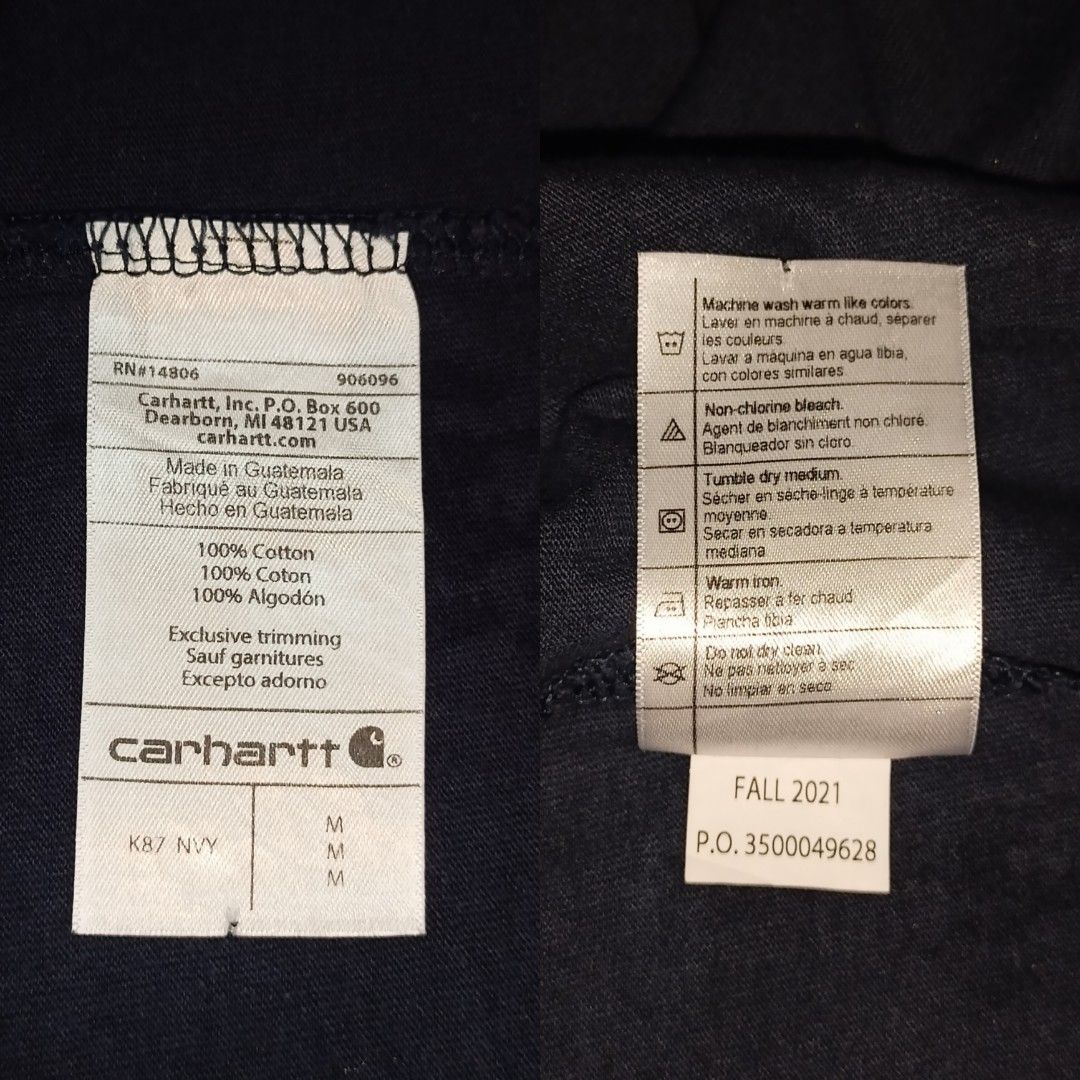 RN#14806 906096
Carhartt, Inc. P.O. Box 600
Dearborn, MI 48121 USA
carhartt.com
Made in Guatemala
Fabriqué au Guatemala
Hecho en Guatemala
100% Cotton
100% Coton
100% Algodón
Exclusive trimming
Sauf garnitures
Excepto adorno
carhartt ®
K87 NVY
M
M
M
Machine wash warm like colors.
Laver en machine à chaud, séparer
les couleurs
Lavar a maquina en agua tibia,
con colores similares
Non-chlorine bleach.
Agent de blanchiment non chloré.
Blanqueador sin cloro.
Tumble dry medium.
Sécher en sèche-linge à température
moyenne.
Secar en secadora a temperatura
mediana
Warm iron.
Repasser à fer chaud
Plancha tibia
Do not dry clean.
Ne pas nettoyer à sec
No limpiar en seco
FALL 2021
P.O. 3500049628